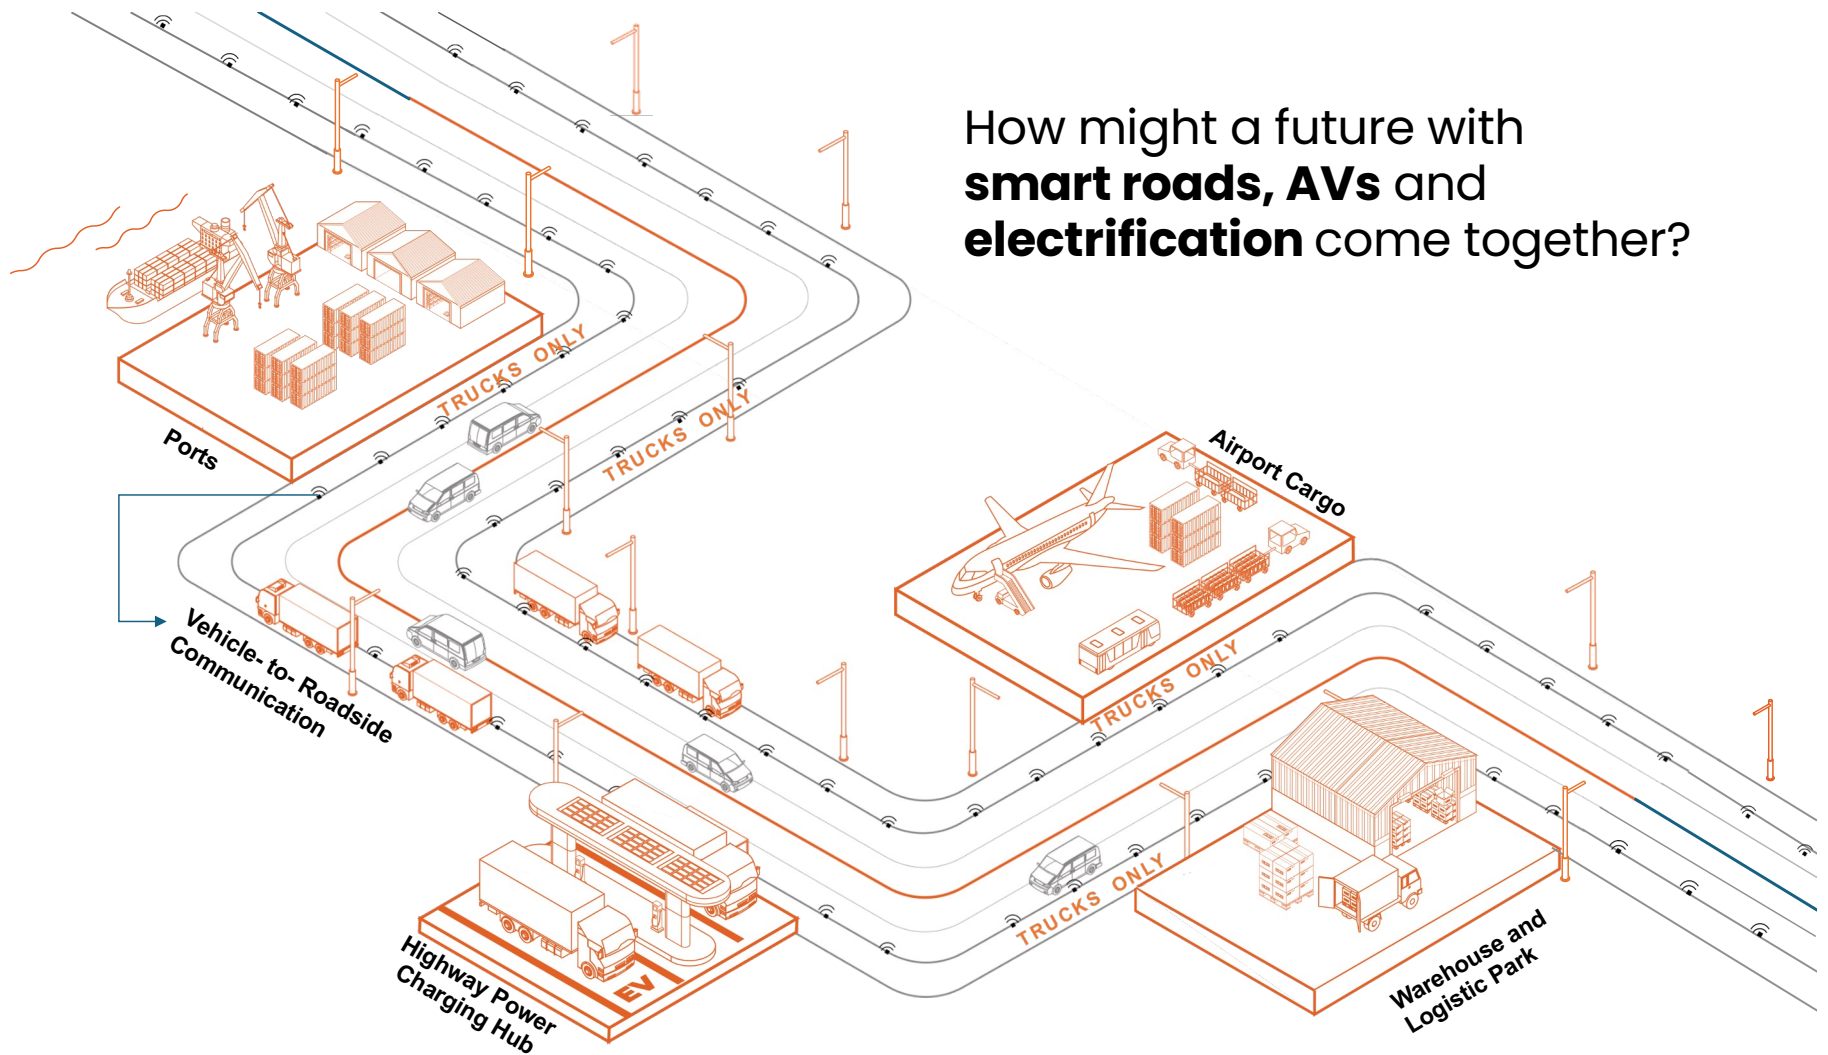 How might a future with
smart roads, AVs and
electrification come together?
TRUCKS ONLY
TRUCKS ONLY
Ports
Airport Cargo
Vehicle- to- Roadside
Communication
TRUCKS ONLY
TRUCKS ONLY
EV
Highway Power
Charging Hub
Warehouse and
Logistic Park